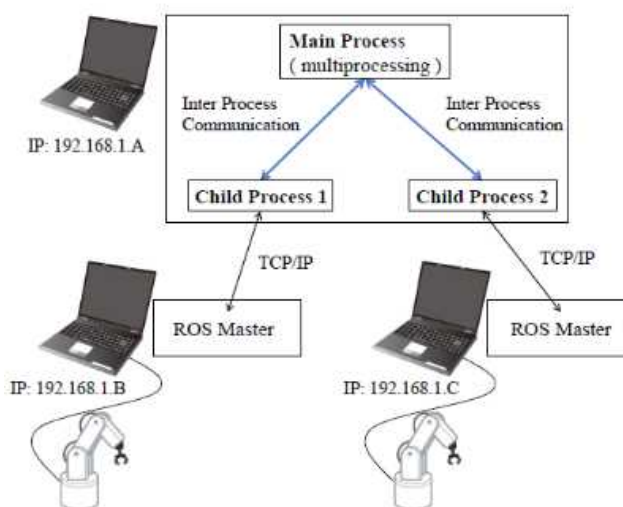 Main Process
( multiprocessing )
Inter Process
Communication
Inter Process
Communication
IP: 192.168.1.A
Child Process 1
Child Process 2
TCP/IP
TCP/IP
ROS Master
ROS Master
IP: 192.168.1.B
IP: 192.168.1.C